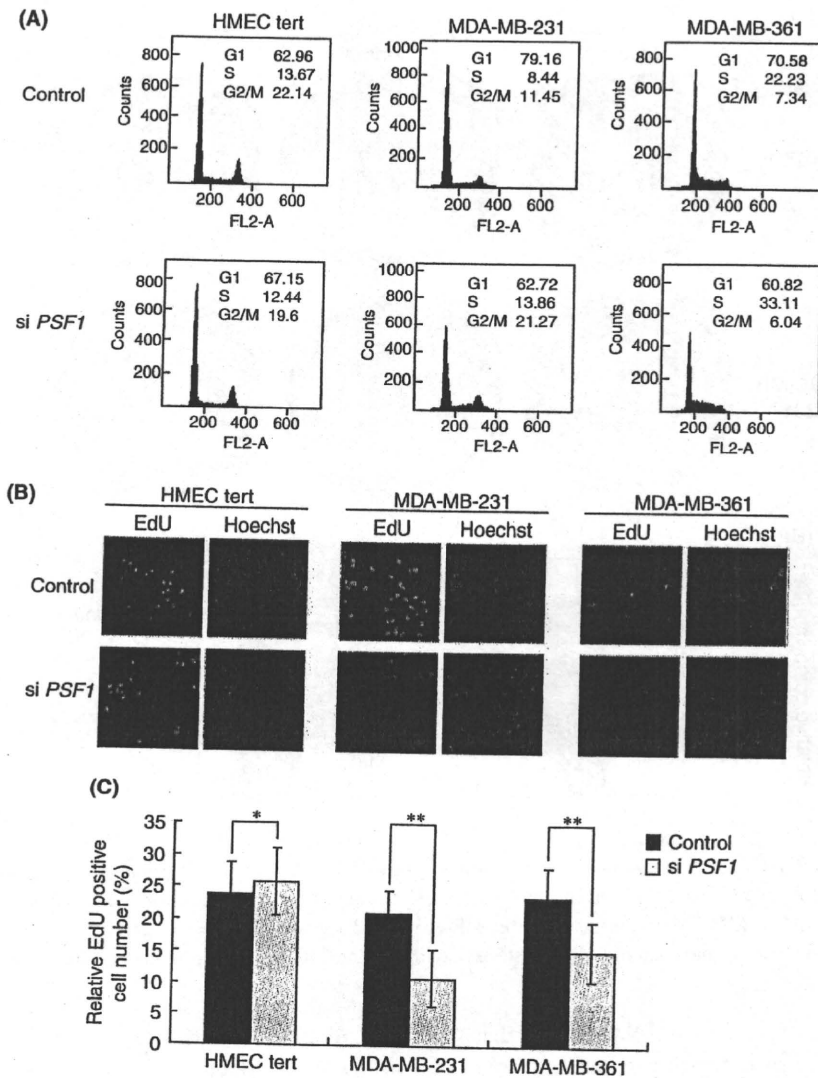 (A)
HMEC tert
MDA-MB-231
MDA-MB-361
Control
Counts
800
600
400
200
G1 62.96
S 13.67
G2/M 22.14
200 400 600
FL2-A
Counts
1000
800
600
400
200
G1 79.16
S 8.44
G2/M 11.45
200 400 600
FL2-A
Counts
800
600
400
200
G1 70.58
S 22.23
G2/M 7.34
200 400 600
FL2-A
si PSF1
Counts
800
600
400
200
G1 67.15
S 12.44
G2/M 19.6
200 400 600
FL2-A
Counts
1000
800
600
400
200
G1 62.72
S 13.86
G2/M 21.27
200 400 600
FL2-A
Counts
800
600
400
200
G1 60.82
S 33.11
G2/M 6.04
200 400 600
FL2-A
(B)
HMEC tert
MDA-MB-231
MDA-MB-361
EdU Hoechst
EdU Hoechst
EdU Hoechst
Control
si PSF1
(C)
Relative EdU positive
cell number (%)
35
30
25
20
15
10
5
0
*
**
**
Control
si PSF1
HMEC tert
MDA-MB-231
MDA-MB-361